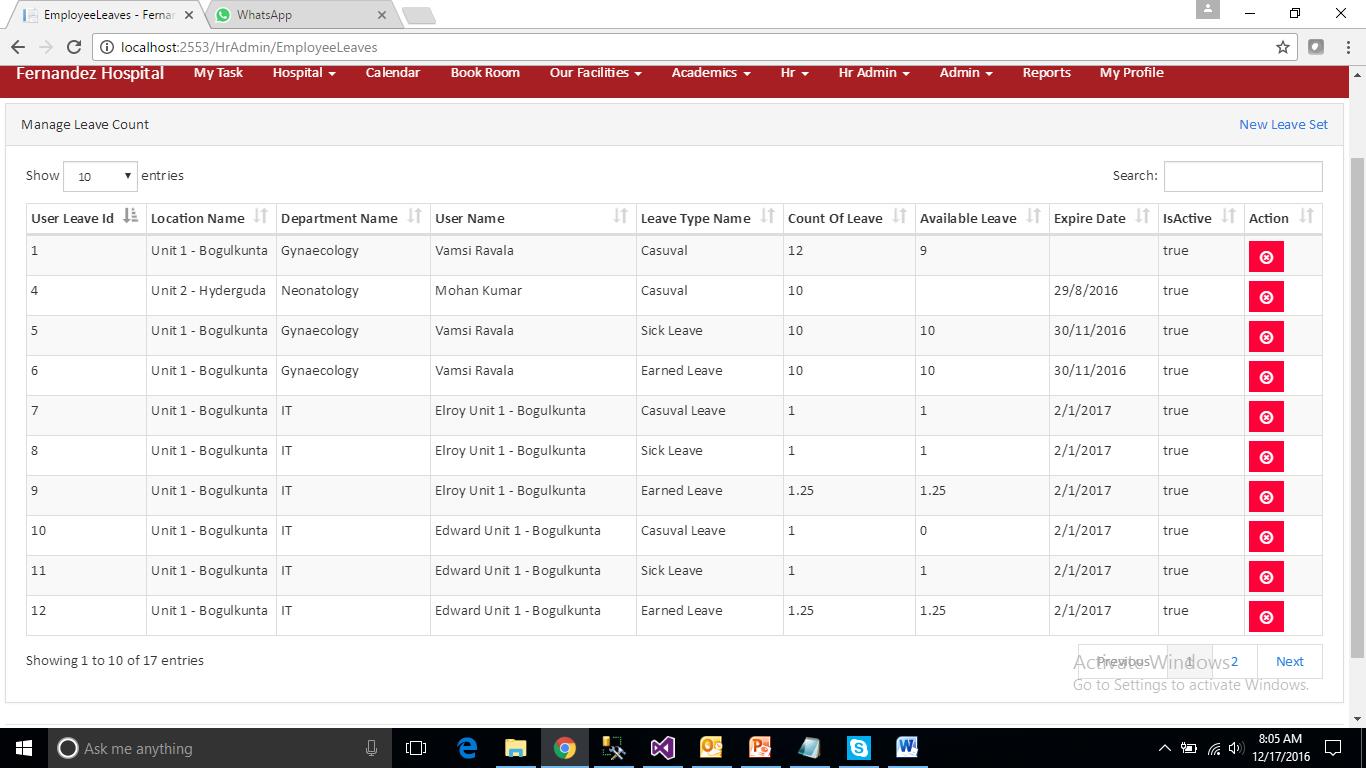 EmployeeLeaves - Fernar
WhatsApp
localhost:2553/HrAdmin/EmployeeLeaves
Fernandez Hospital My Task Hospital Calendar Book Room Our Facilities Academics Hr Hr Admin Admin Reports My Profile
Manage Leave Count New Leave Set
Show 10 entries Search:
User Leave Id Location Name Department Name User Name Leave Type Name Count Of Leave Available Leave Expire Date IsActive Action
1 Unit 1 - Bogulkunta Gynaecology Vamsi Ravala Casuval 12 9 true
4 Unit 2 - Hyderguda Neonatology Mohan Kumar Casuval 10 29/8/2016 true
5 Unit 1 - Bogulkunta Gynaecology Vamsi Ravala Sick Leave 10 10 30/11/2016 true
6 Unit 1 - Bogulkunta Gynaecology Vamsi Ravala Earned Leave 10 10 30/11/2016 true
7 Unit 1 - Bogulkunta IT Elroy Unit 1 - Bogulkunta Casuval Leave 1 1 2/1/2017 true
8 Unit 1 - Bogulkunta IT Elroy Unit 1 - Bogulkunta Sick Leave 1 1 2/1/2017 true
9 Unit 1 - Bogulkunta IT Elroy Unit 1 - Bogulkunta Earned Leave 1.25 1.25 2/1/2017 true
10 Unit 1 - Bogulkunta IT Edward Unit 1 - Bogulkunta Casuval Leave 1 0 2/1/2017 true
11 Unit 1 - Bogulkunta IT Edward Unit 1 - Bogulkunta Sick Leave 1 1 2/1/2017 true
12 Unit 1 - Bogulkunta IT Edward Unit 1 - Bogulkunta Earned Leave 1.25 1.25 2/1/2017 true
Showing 1 to 10 of 17 entries Previous 1 2 Next
Activate Windows
Go to Settings to activate Windows.
Ask me anything
8:05 AM
12/17/2016